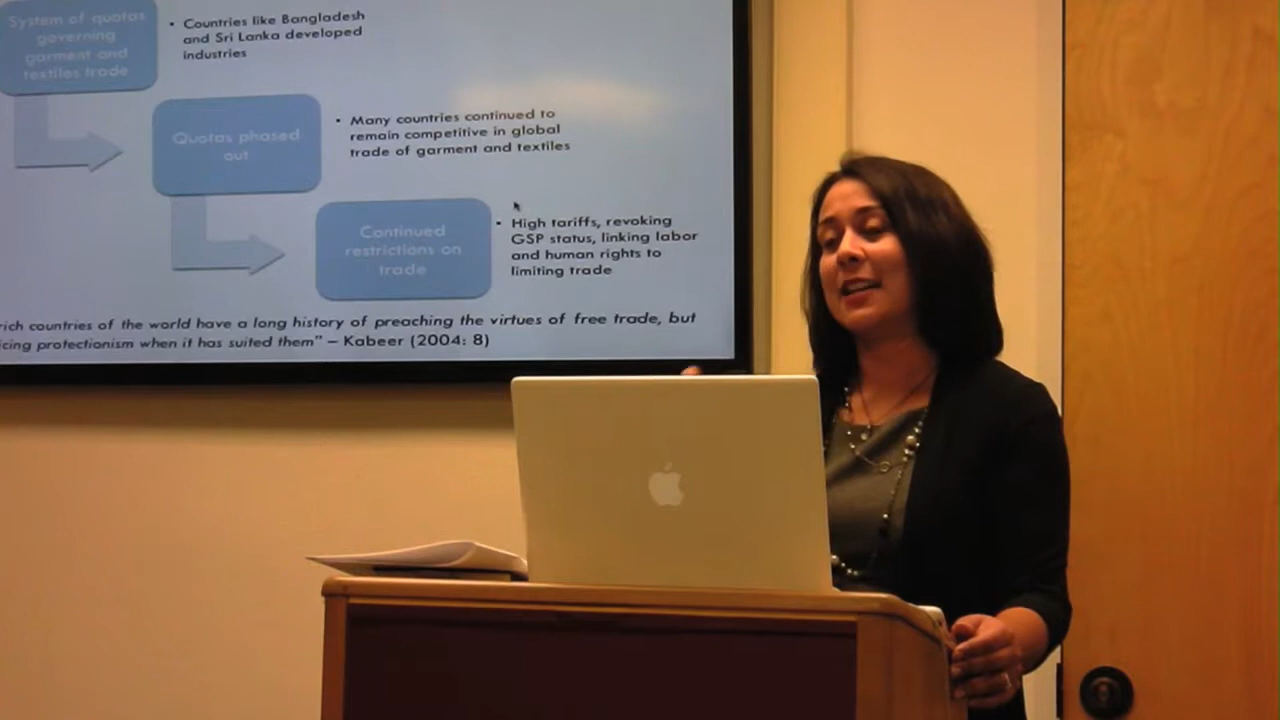 System of quotas
governing
garment and
textiles trade
• Countries like Bangladesh
and Sri Lanka developed
industries
Quotas phased
out
• Many countries continued to
remain competitive in global
trade of garment and textiles
Continued
restrictions on
trade
• High tariffs, revoking
GSP status, linking labor
and human rights to
limiting trade
rich countries of the world have a long history of preaching the virtues of free trade, but
icing protectionism when it has suited them” – Kabeer (2004: 8)